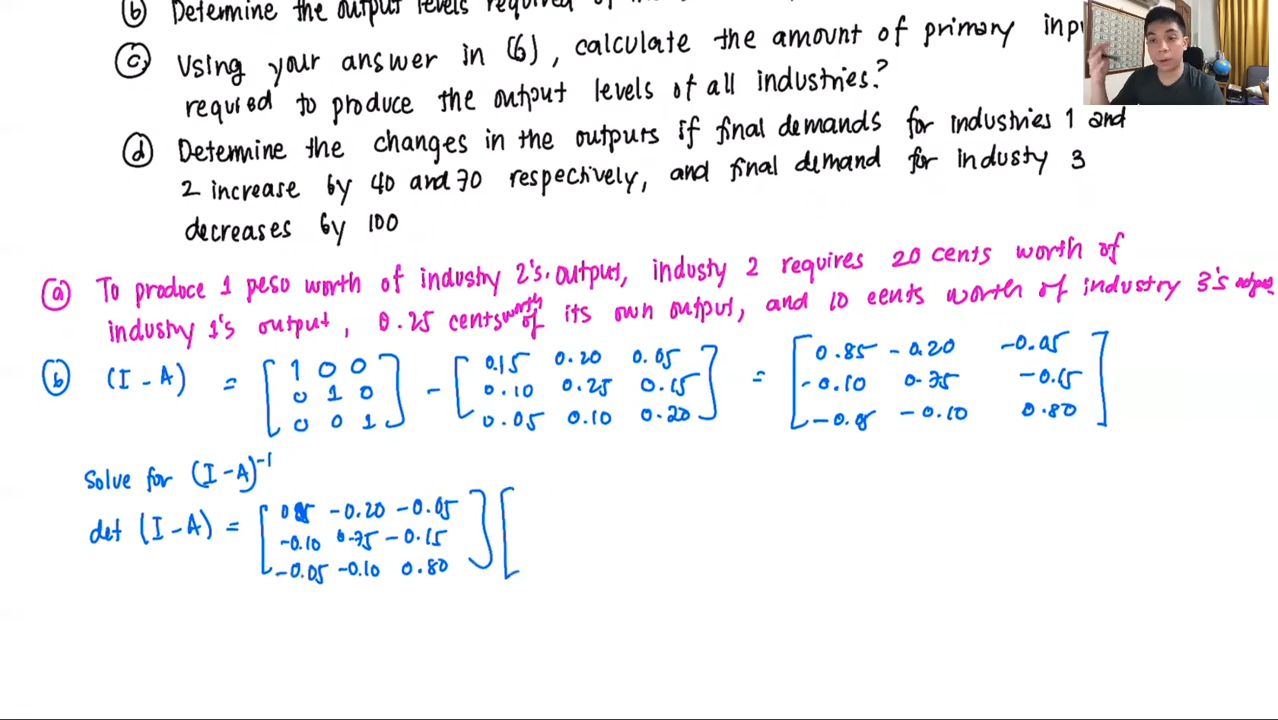 (b) Determine the output levels required of
(c) Using your answer in (b), calculate the amount of primary inp
required to produce the output levels of all industries?
(d) Determine the changes in the outputs if final demands for industries 1 and
2 increase by 40 and 70 respectively, and final demand for industy 3
decreases by 100
(a) To produce 1 peso worth of industry 2's output, industy 2 requires 20 cents worth of
industry 1's output, 0.25 cents worth of its own output, and 10 cents worth of industry 3's output
(b) (I - A) = [1 0 0 - [0.15 0.20 0.05 = [0.85 -0.20 -0.05
0 1 0 0.10 0.25 0.15 -0.10 0.75 -0.15
0 0 1] 0.05 0.10 0.20] -0.05 -0.10 0.80]
Solve for (I - A)^-1
det (I - A) = [0.85 -0.20 -0.05
-0.10 0.75 -0.15
-0.05 -0.10 0.80] [